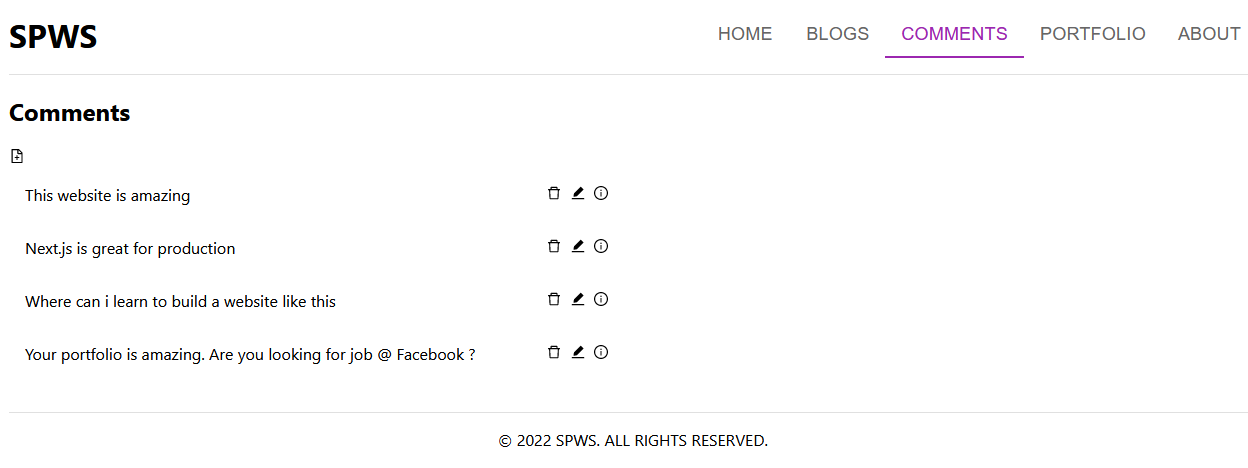 SPWS
HOME BLOGS COMMENTS PORTFOLIO ABOUT
Comments
This website is amazing
Next.js is great for production
Where can i learn to build a website like this
Your portfolio is amazing. Are you looking for job @ Facebook ?
© 2022 SPWS. ALL RIGHTS RESERVED.